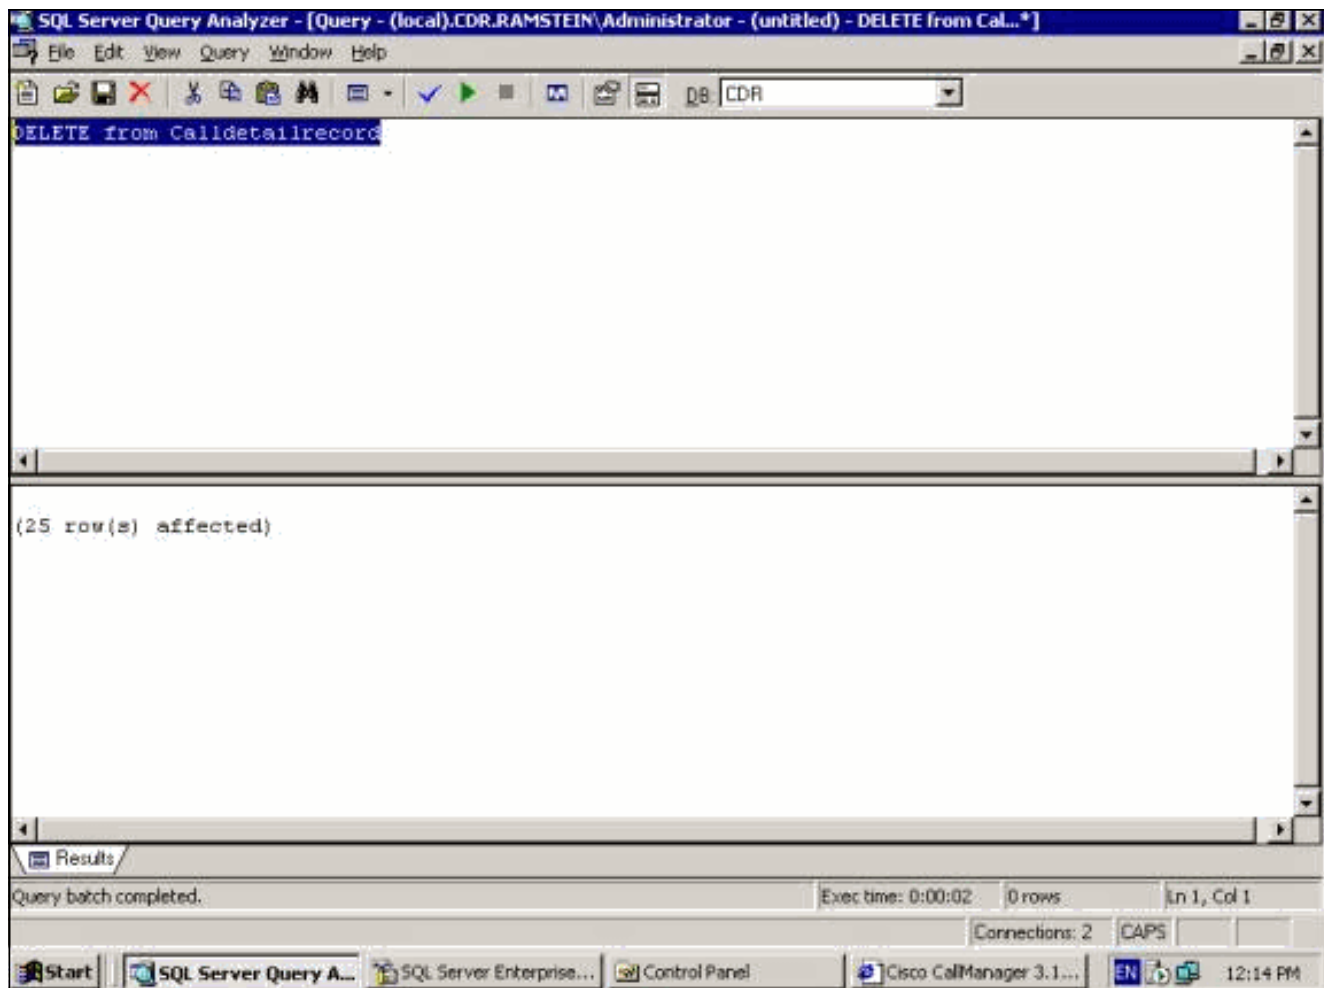 SQL Server Query Analyzer - [Query - (local).CDR.RAMSTEIN\Administrator - (untitled) - DELETE from Cal...*]
File Edit View Query Window Help
DB: CDR
DELETE from Calldetailrecord
(25 row(s) affected)
Results
Query batch completed. Exec time: 0:00:02 0 rows Ln 1, Col 1
Connections: 2 CAPS
Start SQL Server Query A... SQL Server Enterprise... Control Panel Cisco CallManager 3.1... EN 12:14 PM